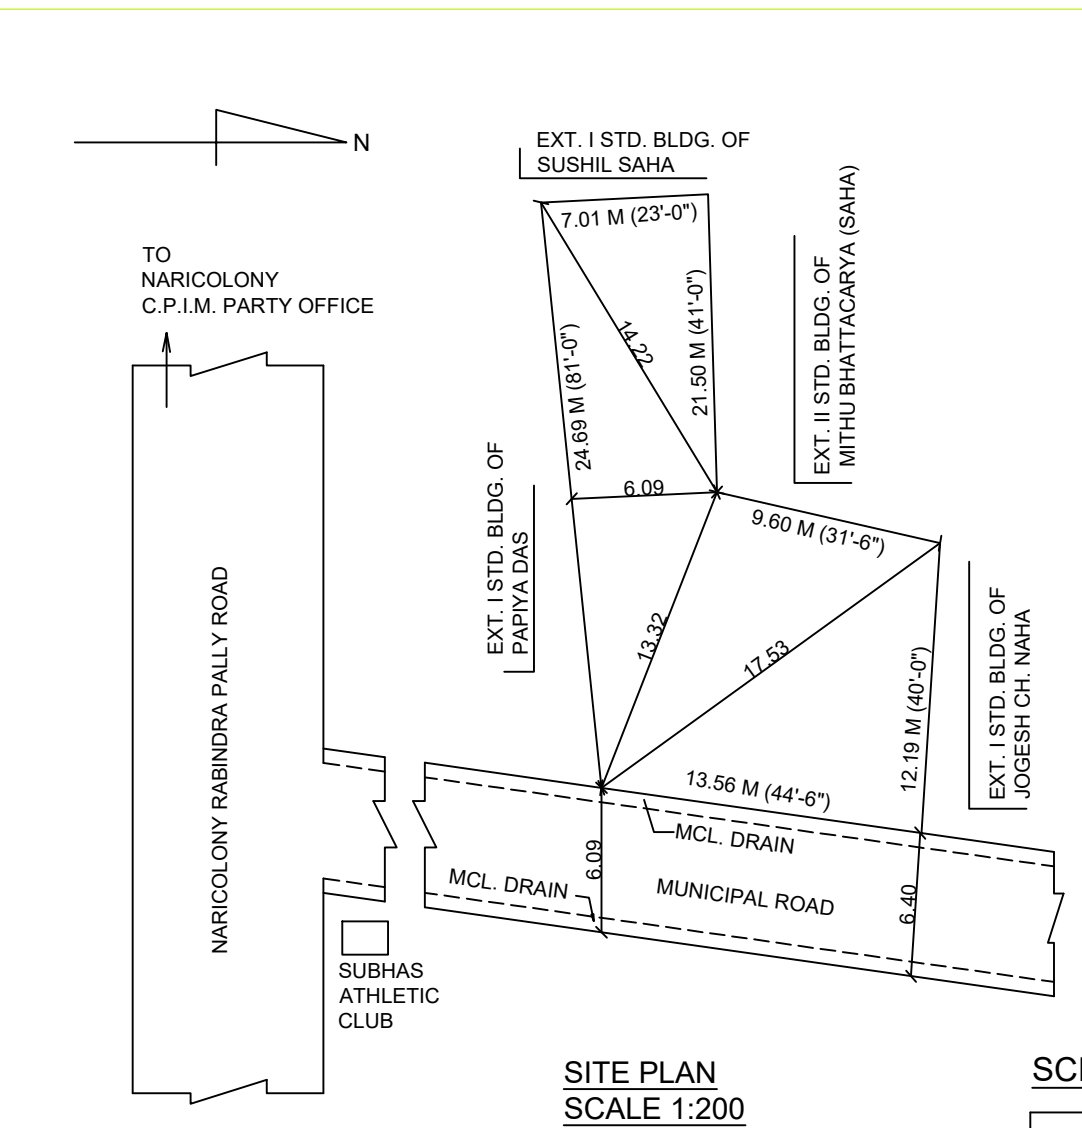 N
EXT. I STD. BLDG. OF
SUSHIL SAHA
TO
NARICOLONY
C.P.I.M. PARTY OFFICE
7.01 M (23'-0")
EXT. II STD. BLDG. OF
MITHU BHATTACARYA (SAHA)
14.22
21.50 M (41'-0")
24.69 M (81'-0")
6.09
9.60 M (31'-6")
EXT. I STD. BLDG. OF
PAPIYA DAS
NARICOLONY RABINDRA PALLY ROAD
13.32
17.53
12.19 M (40'-0")
EXT. I STD. BLDG. OF
JOGESH CH. NAHA
13.56 M (44'-6")
MCL. DRAIN
6.09
MCL. DRAIN
MUNICIPAL ROAD
6.40
SUBHAS
ATHLETIC
CLUB
SITE PLAN
SCALE 1:200